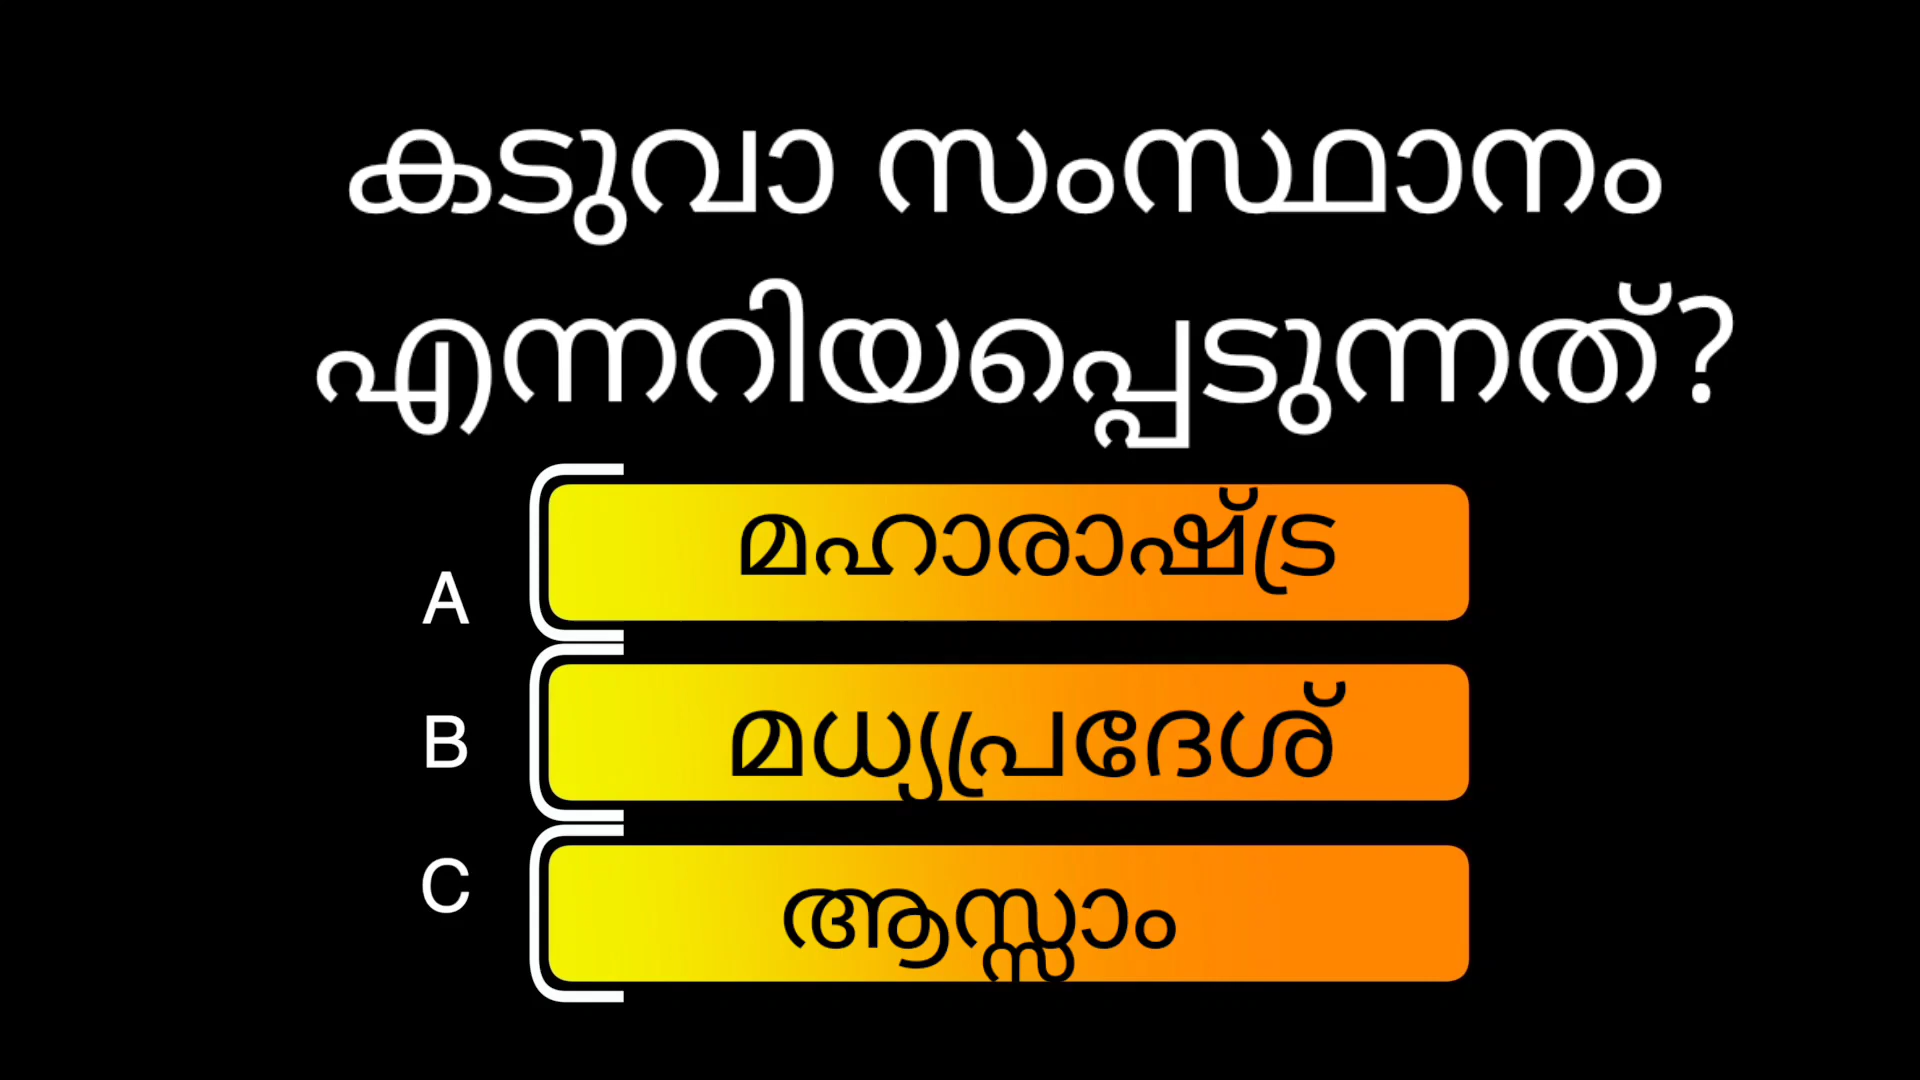 കടുവാ സംസ്ഥാനം
എന്നറിയപ്പെടുന്നത്?
A
മഹാരാഷ്ട്ര
B
മധ്യപ്രദേശ്
C
ആസ്സാം